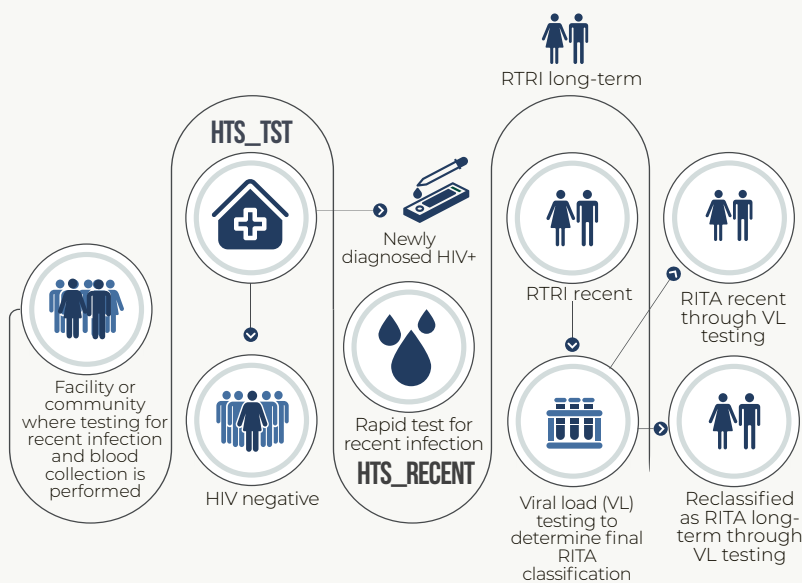 RTRI long-term
HTS_TST
Newly
diagnosed HIV+
RTRI recent
RITA recent
through VL
testing
Facility or
community
where testing for
recent infection
and blood
collection is
performed
HIV negative
Rapid test for
recent infection
HTS_RECENT
Viral load (VL)
testing to
determine final
RITA
classification
Reclassified
as RITA long-
term through
VL testing